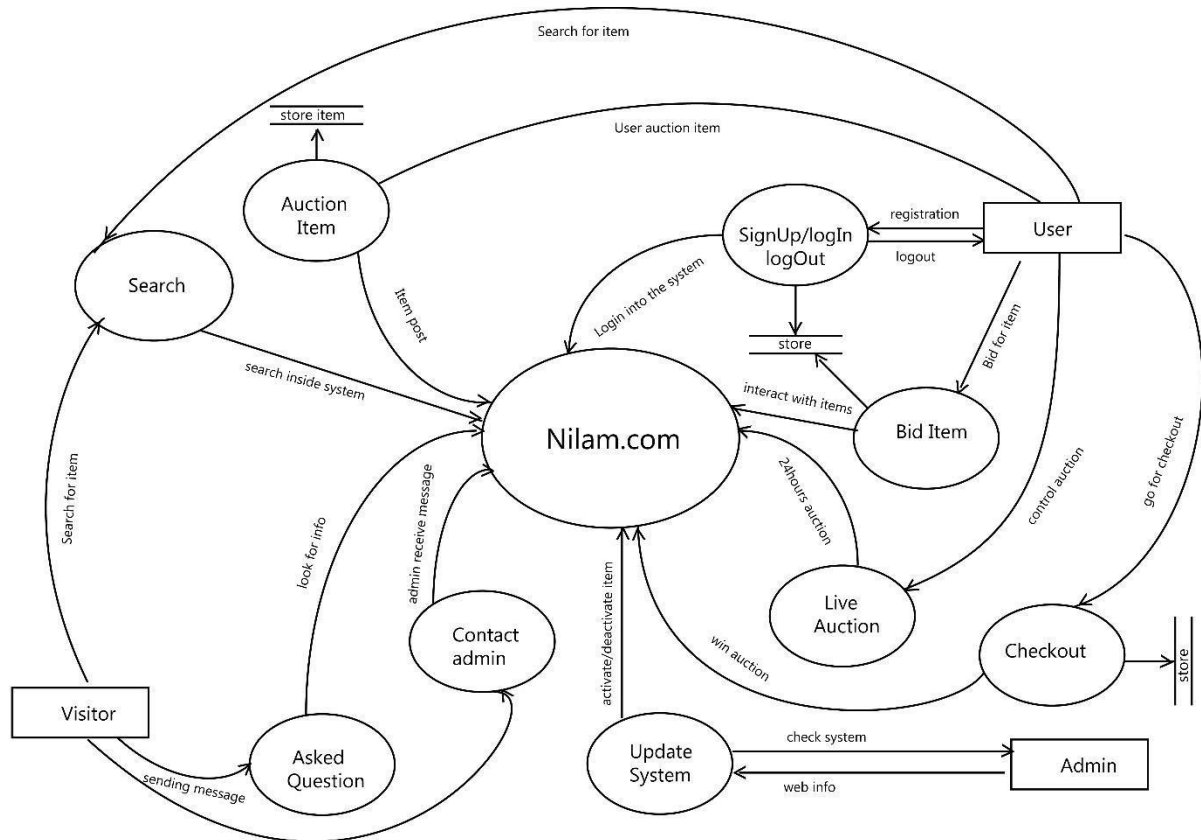 Search for item
store item
User auction item
Auction
Item
SignUp/logIn
logOut
registration
logout
User
Search
Item post
Login into the system
store
Bid for item
search inside system
interact with items
Nilam.com
Bid Item
24hours auction
control auction
go for checkout
Search for item
look for info
admin receive message
activate/deactivate item
Live
Auction
Contact
admin
win auction
Checkout
store
Visitor
Asked
Question
sending message
Update
System
check system
web info
Admin